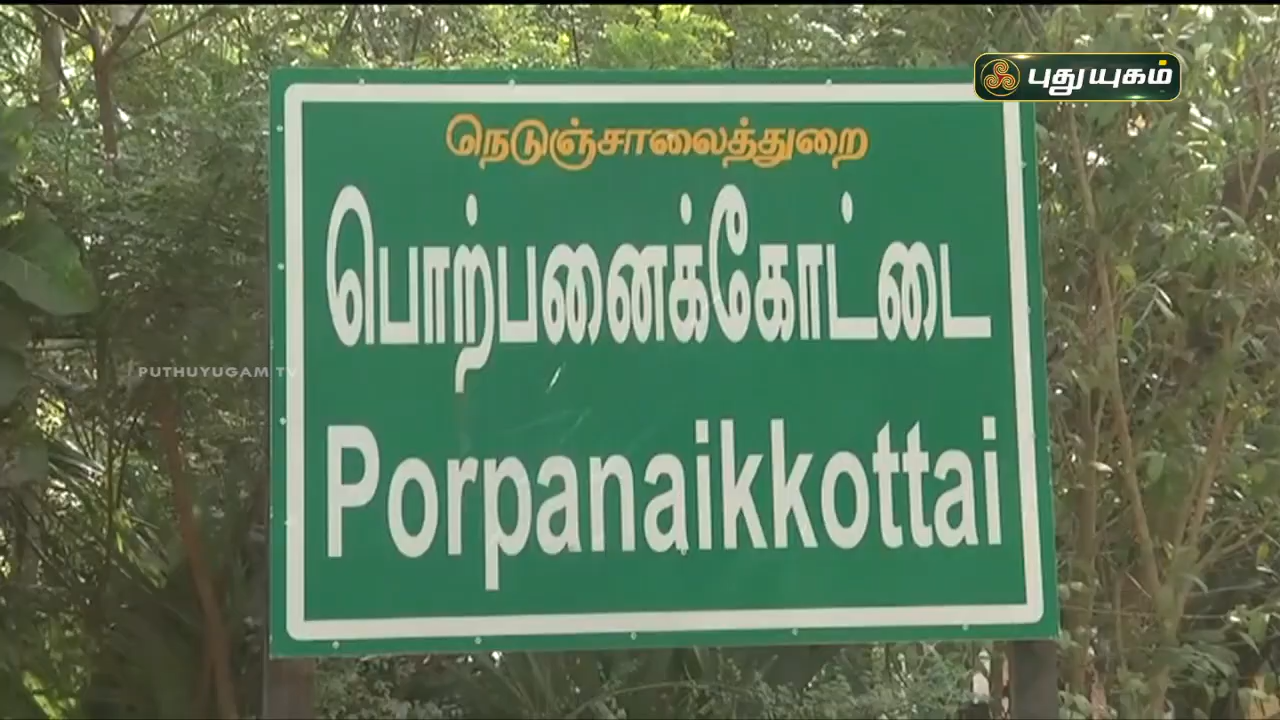 புதுயுகம்
நெடுஞ்சாலைத்துறை
பொற்பனைக்கோட்டை
PUTHUYUGAM TV
Porpanaikkottai